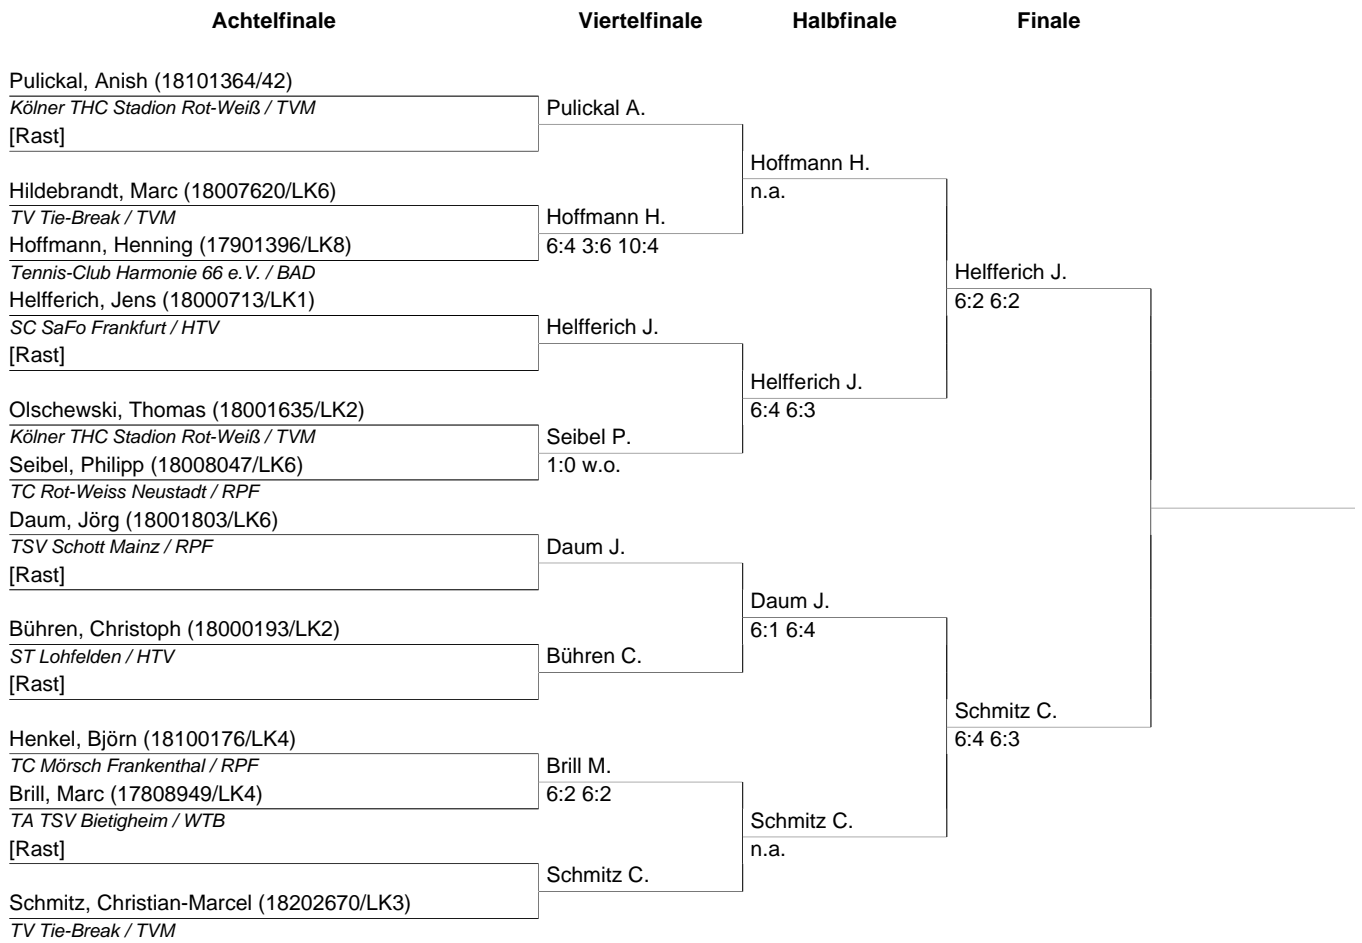 Achtelfinale Viertelfinale Halbfinale Finale
Pulickal, Anish (18101364/42)
Kölner THC Stadion Rot-Weiß / TVM
Pulickal A.
[Rast]
Hoffmann H.
n.a.
Hildebrandt, Marc (18007620/LK6)
TV Tie-Break / TVM
Hoffmann H.
Hoffmann, Henning (17901396/LK8)
6:4 3:6 10:4
Tennis-Club Harmonie 66 e.V. / BAD
Helfferich J.
6:2 6:2
Helfferich, Jens (18000713/LK1)
SC SaFo Frankfurt / HTV
Helfferich J.
[Rast]
Helfferich J.
6:4 6:3
Olschewski, Thomas (18001635/LK2)
Kölner THC Stadion Rot-Weiß / TVM
Seibel P.
Seibel, Philipp (18008047/LK6)
1:0 w.o.
TC Rot-Weiss Neustadt / RPF
Daum, Jörg (18001803/LK6)
TSV Schott Mainz / RPF
Daum J.
[Rast]
Daum J.
6:1 6:4
Bühren, Christoph (18000193/LK2)
ST Lohfelden / HTV
Bühren C.
[Rast]
Schmitz C.
6:4 6:3
Henkel, Björn (18100176/LK4)
TC Mörsch Frankenthal / RPF
Brill M.
Brill, Marc (17808949/LK4)
6:2 6:2
TA TSV Bietigheim / WTB
Schmitz C.
[Rast]
n.a.
Schmitz C.
Schmitz, Christian-Marcel (18202670/LK3)
TV Tie-Break / TVM